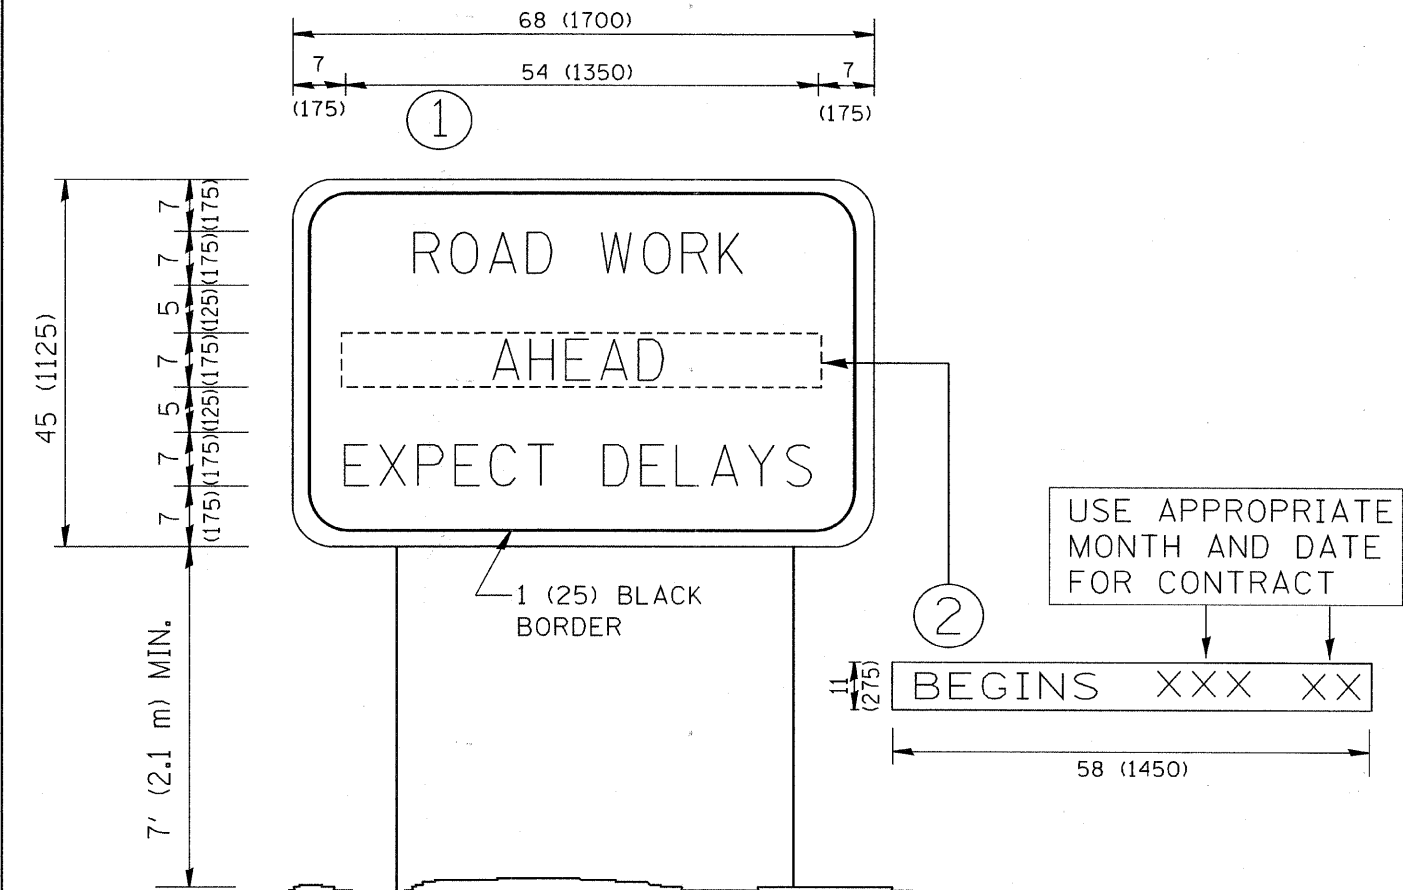 68 (1700)
7
54 (1350)
7
(175)
(175)
1
45 (1125)
7
(175)
7
(175)
5
(125)
7
(175)
5
(125)
7
(175)
7
(175)
ROAD WORK
AHEAD
EXPECT DELAYS
1 (25) BLACK
BORDER
7' (2.1 m) MIN.
2
USE APPROPRIATE
MONTH AND DATE
FOR CONTRACT
11
(275)
BEGINS XXX XX
58 (1450)